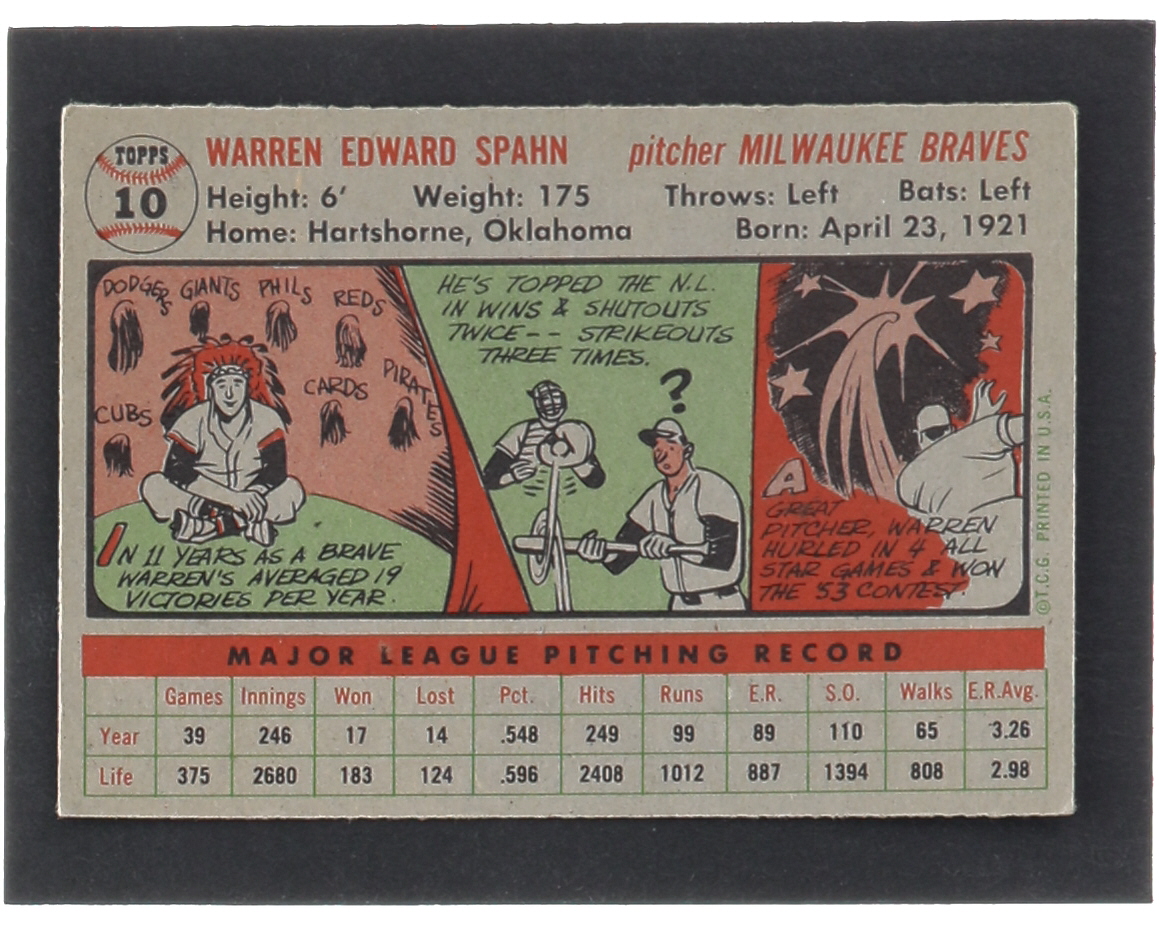 TOPPS
10
WARREN EDWARD SPAHN
pitcher MILWAUKEE BRAVES
Height: 6' Weight: 175 Throws: Left Bats: Left
Home: Hartshorne, Oklahoma Born: April 23, 1921
DODGERS GIANTS PHILS REDS
CUBS CARDS PIRATES
IN 11 YEARS AS A BRAVE
WARREN'S AVERAGED 19
VICTORIES PER YEAR.
HE'S TOPPED THE N.L.
IN WINS & SHUTOUTS
TWICE-- STRIKEOUTS
THREE TIMES.
?
A
GREAT
PITCHER, WARREN
HURLED IN 4 ALL
STAR GAMES & WON
THE '53 CONTEST.
©T.C.G. PRINTED IN U.S.A.
MAJOR LEAGUE PITCHING RECORD
Games Innings Won Lost Pct. Hits Runs E.R. S.O. Walks E.R.Avg.
Year 39 246 17 14 .548 249 99 89 110 65 3.26
Life 375 2680 183 124 .596 2408 1012 887 1394 808 2.98